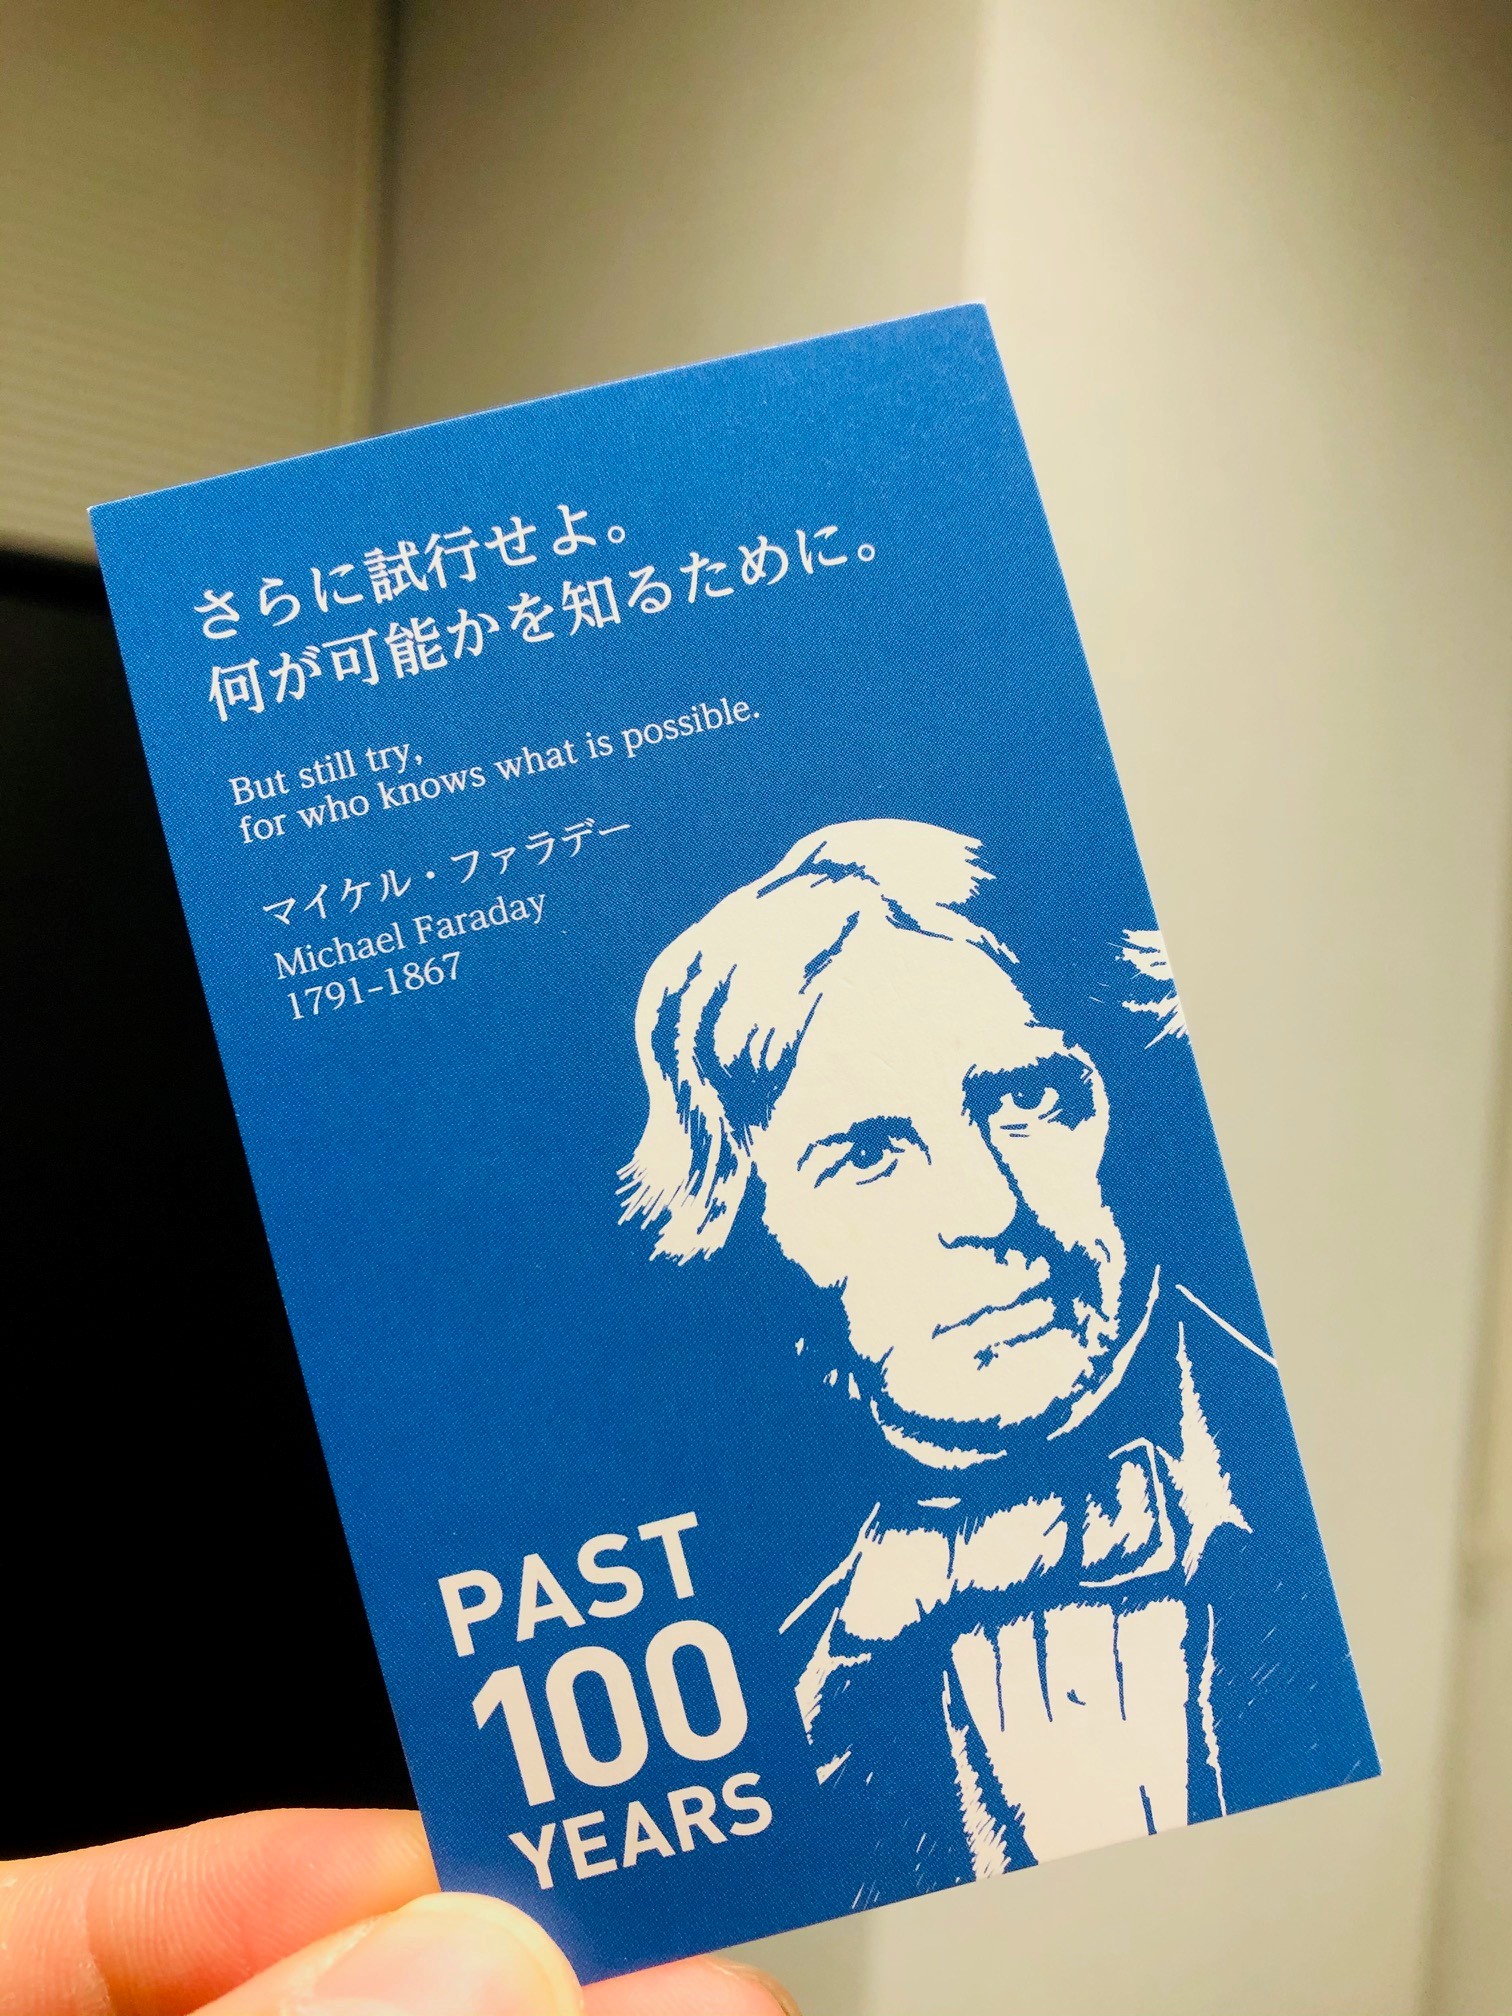 さらに試行せよ。
何が可能かを知るために。
But still try,
for who knows what is possible.
マイケル・ファラデー
Michael Faraday
1791–1867
PAST
100
YEARS